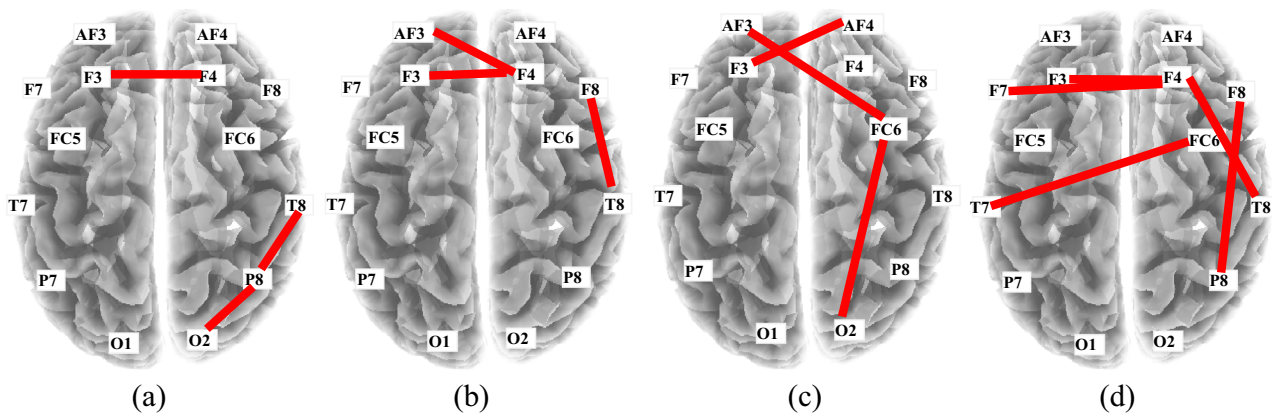 AF3 AF4
F3 F4
F7 F8
FC5 FC6
T7 T8
P7 P8
O1 O2
(a)
AF3 AF4
F3 F4
F7 F8
FC5 FC6
T7 T8
P7 P8
O1 O2
(b)
AF3 AF4
F3 F4
F7 F8
FC5 FC6
T7 T8
P7 P8
O1 O2
(c)
AF3 AF4
F3 F4
F7 F8
FC5 FC6
T7 T8
P7 P8
O1 O2
(d)